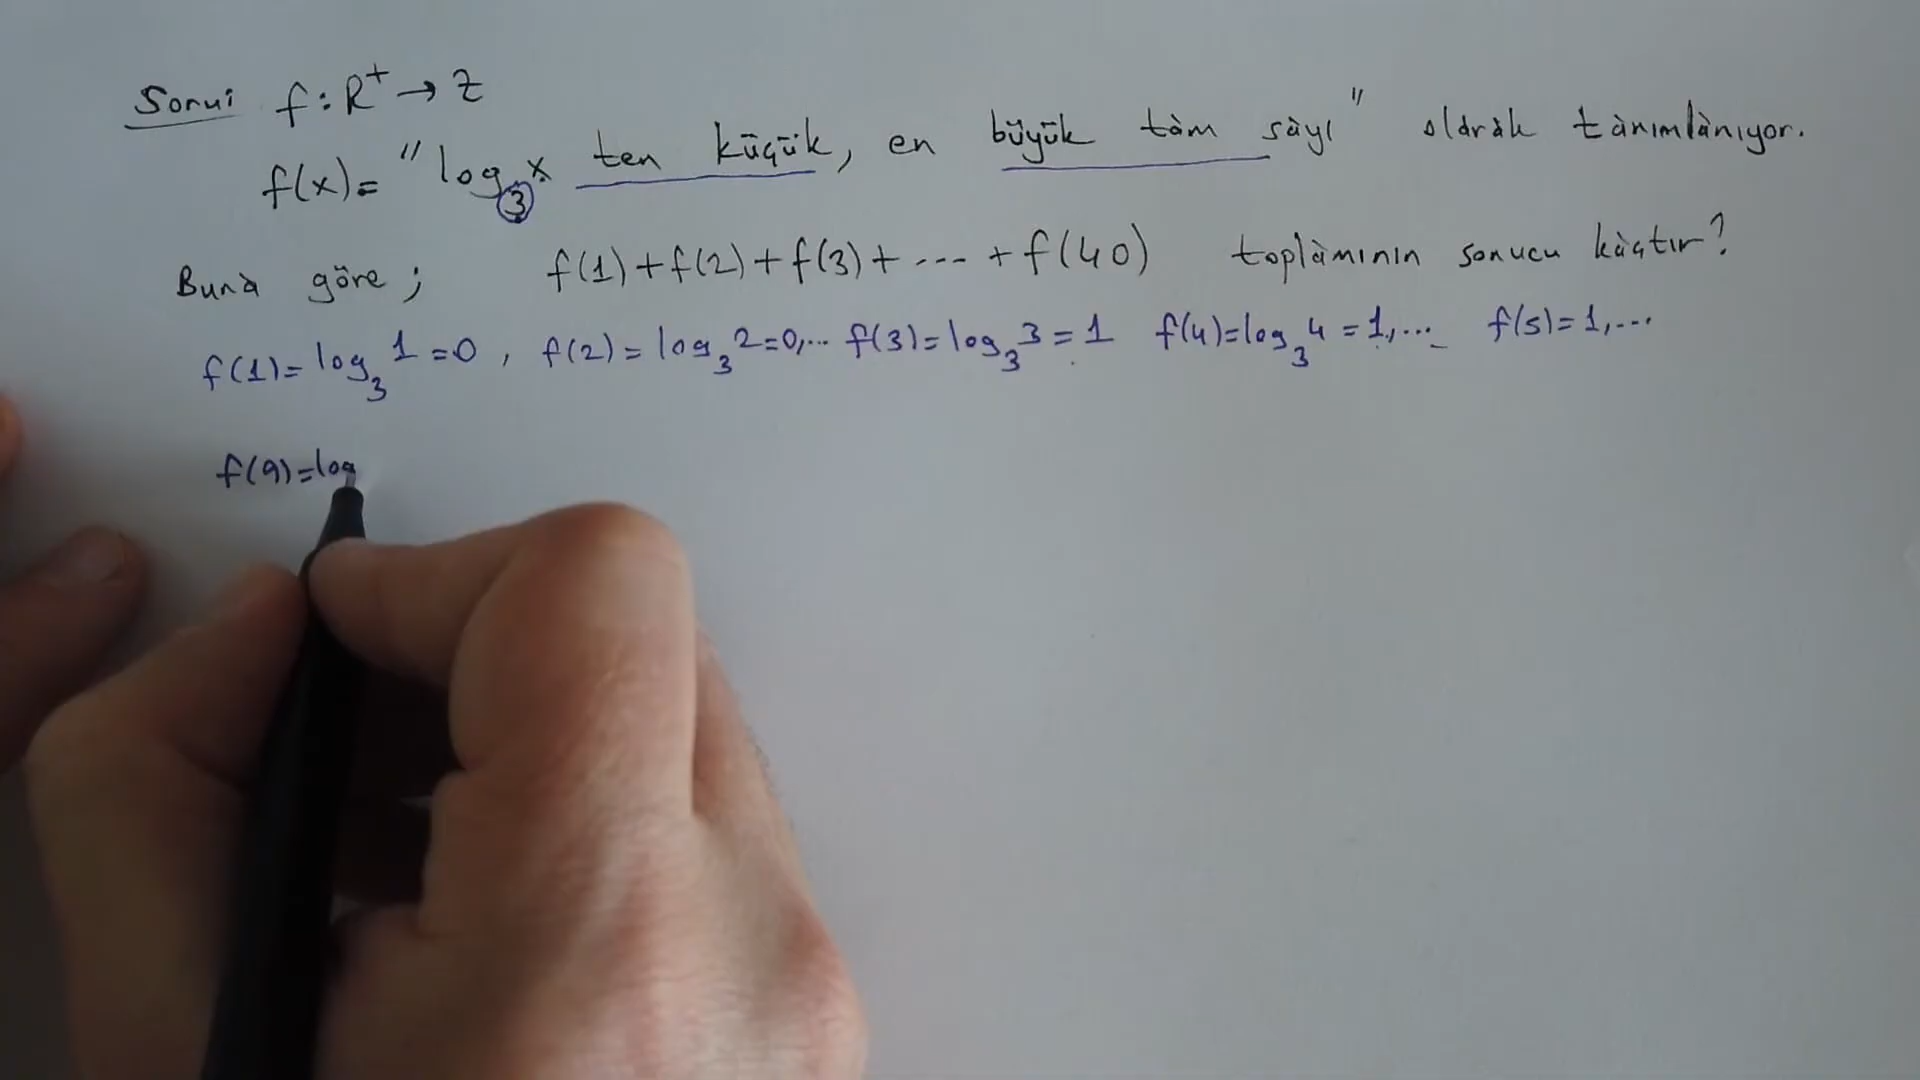 Soru: f:R⁺→Z
f(x)= "log₃x ten küçük, en büyük tam sayı" olarak tanımlanıyor.
Buna göre; f(1)+f(2)+f(3)+ --- +f(40) toplamının sonucu kaçtır?
f(1)=log₃1=0, f(2)=log₃2=0,... f(3)=log₃3=1 f(4)=log₃4=1,... f(5)=1,...
f(9)=log